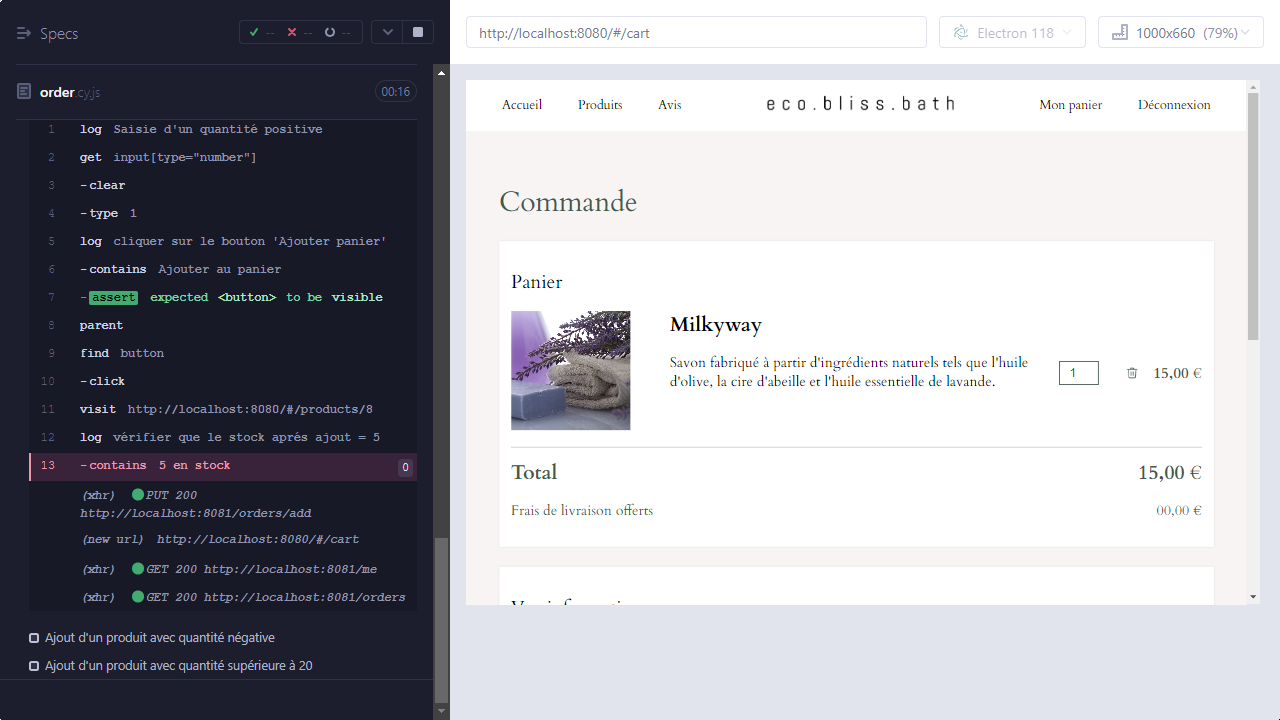 Specs
--
--
--
order.cy.js
00:16
1 log Saisie d'un quantité positive
2 get input[type="number"]
3 -clear
4 -type 1
5 log cliquer sur le bouton 'Ajouter panier'
6 -contains Ajouter au panier
7 -assert expected <button> to be visible
8 parent
9 find button
10 -click
11 visit http://localhost:8080/#/products/8
12 log vérifier que le stock aprés ajout = 5
13 -contains 5 en stock 0
(xhr) PUT 200
http://localhost:8081/orders/add
(new url) http://localhost:8080/#/cart
(xhr) GET 200 http://localhost:8081/me
(xhr) GET 200 http://localhost:8081/orders
Ajout d'un produit avec quantité négative
Ajout d'un produit avec quantité supérieure à 20
http://localhost:8080/#/cart
Electron 118
1000x660 (79%)
Accueil
Produits
Avis
eco.bliss.bath
Mon panier
Déconnexion
Commande
Panier
Milkyway
Savon fabriqué à partir d'ingrédients naturels tels que l'huile
d'olive, la cire d'abeille et l'huile essentielle de lavande.
1
15,00 €
Total
15,00 €
Frais de livraison offerts
00,00 €